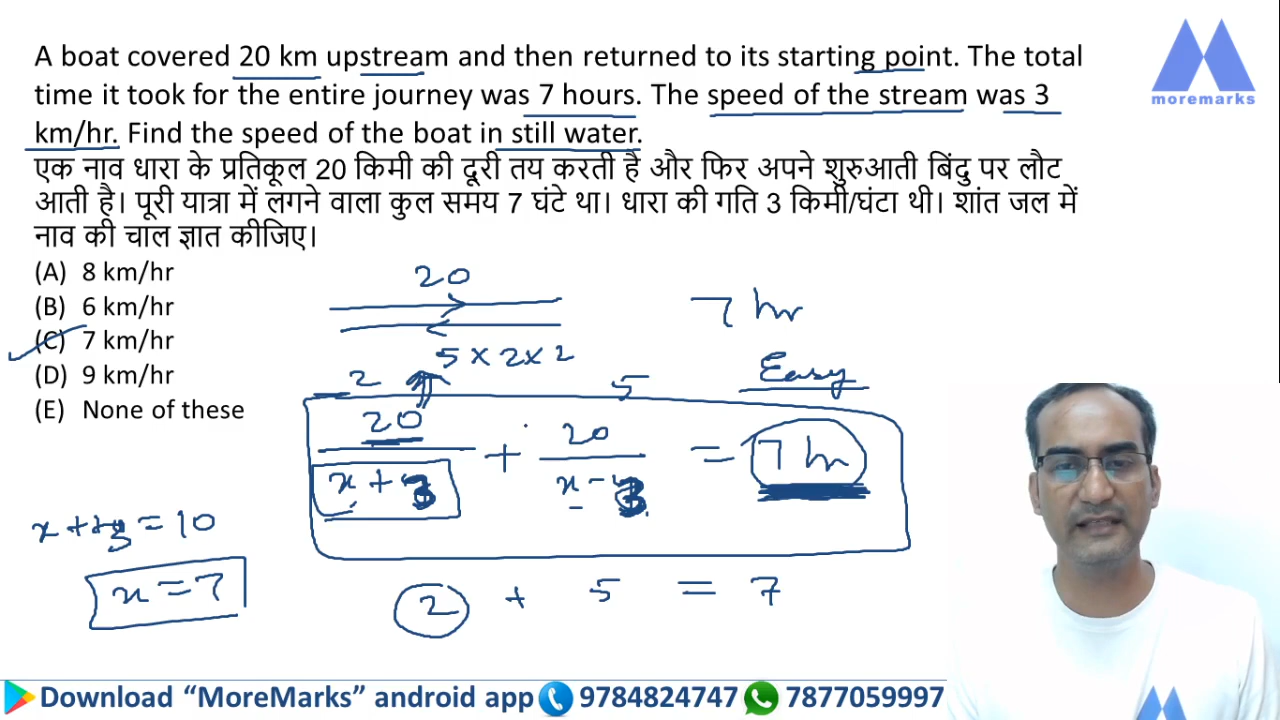 A boat covered 20 km upstream and then returned to its starting point. The total
time it took for the entire journey was 7 hours. The speed of the stream was 3
km/hr. Find the speed of the boat in still water.
एक नाव धारा के प्रतिकूल 20 किमी की दूरी तय करती है और फिर अपने शुरुआती बिंदु पर लौट
आती है। पूरी यात्रा में लगने वाला कुल समय 7 घंटे था। धारा की गति 3 किमी/घंटा थी। शांत जल में
नाव की चाल ज्ञात कीजिए।
moremarks
(A) 8 km/hr
(B) 6 km/hr
(C) 7 km/hr
(D) 9 km/hr
(E) None of these
20
7 hr
5 x 2 x 2
2 5 Easy
20 + 20 = 7 hr
x + 3 x - 3
x + 3 = 10
x = 7
2 + 5 = 7
Download “MoreMarks” android app 9784824747 7877059997